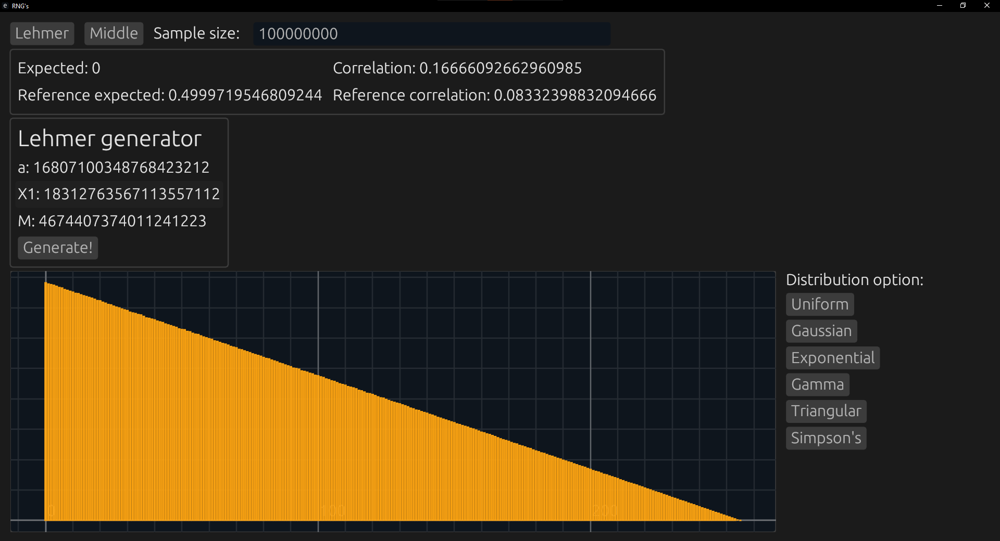 e RNG's
Lehmer Middle Sample size: 100000000
Expected: 0 Correlation: 0.16666092662960985
Reference expected: 0.4999719546809244 Reference correlation: 0.08332398832094666
Lehmer generator
a: 16807100348768423212
X1: 18312763567113557112
M: 4674407374011241223
Generate!
Distribution option:
Uniform
Gaussian
Exponential
Gamma
Triangular
Simpson's
0 100 200